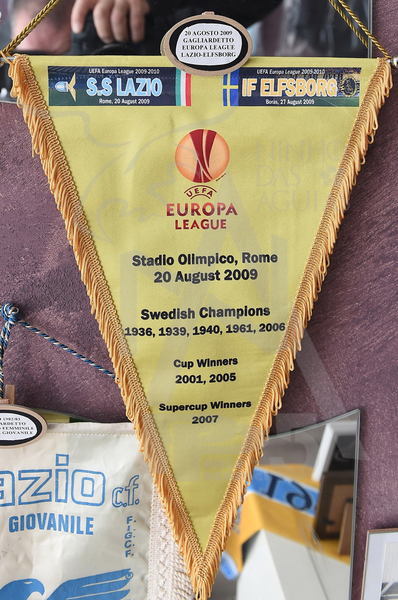 20 AGOSTO 2009
GAGLIARDETTO
EUROPA LEAGUE
LAZIO-ELFSBORG
UEFA Europa League 2009-2010
S.S LAZIO
Rome, 20 August 2009
UEFA Europa League 2009-2010
IF ELFSBORG
Borås, 27 August 2009
UEFA
EUROPA
LEAGUE
Stadio Olimpico, Rome
20 August 2009
Swedish Champions
1936, 1939, 1940, 1961, 2006
Cup Winners
2001, 2005
Supercup Winners
2007
FEMMINILE
GIOVANILE
azio c.f.
GIOVANILE
F.I.G.C.F.